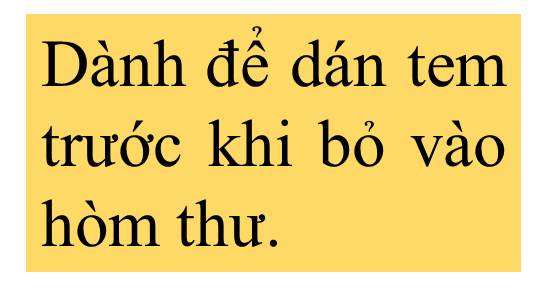 Dành để dán tem
trước khi bỏ vào
hòm thư.